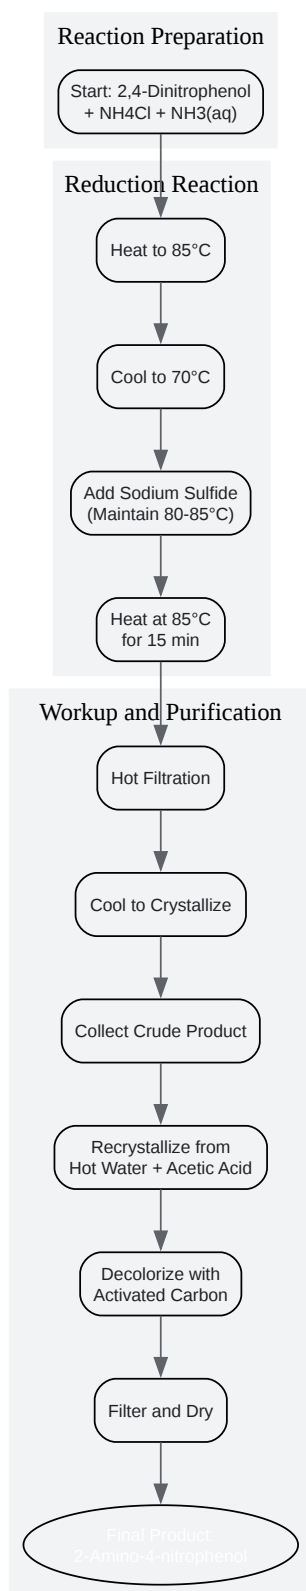 Reaction Preparation
Start: 2,4-Dinitrophenol
+ NH4Cl + NH3(aq)
Reduction Reaction
Heat to 85°C
Cool to 70°C
Add Sodium Sulfide
(Maintain 80-85°C)
Heat at 85°C
for 15 min
Workup and Purification
Hot Filtration
Cool to Crystallize
Collect Crude Product
Recrystallize from
Hot Water + Acetic Acid
Decolorize with
Activated Carbon
Filter and Dry
Final Product:
2-Amino-4-nitrophenol